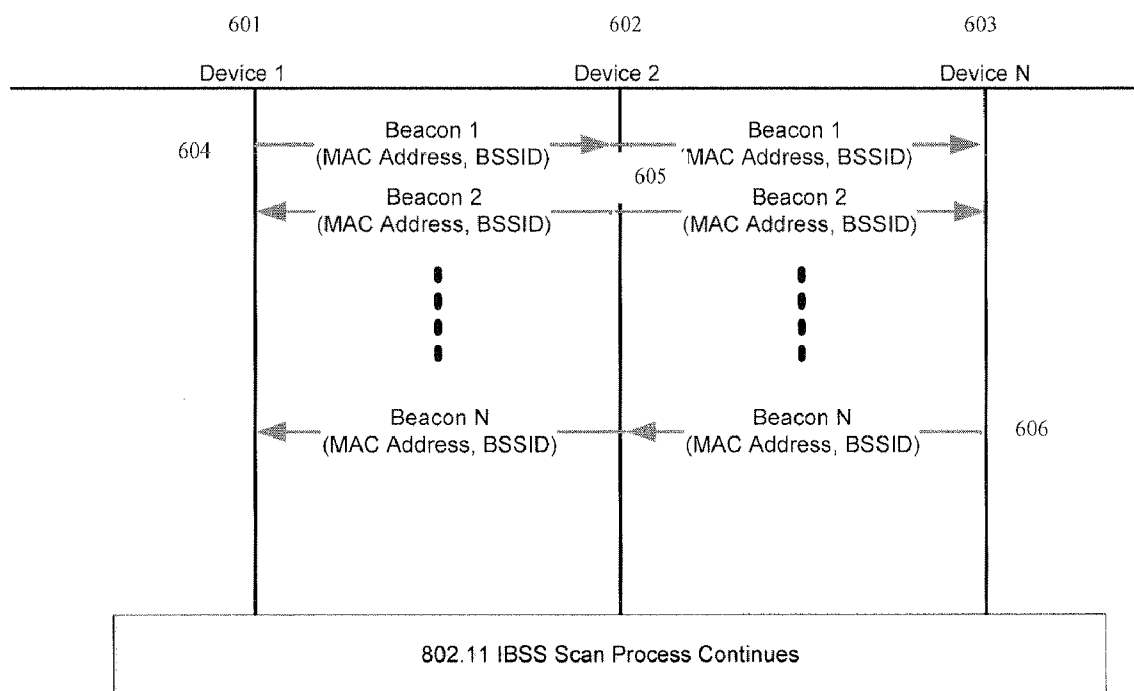 601 602 603
Device 1 Device 2 Device N
604
Beacon 1 Beacon 1
(MAC Address, BSSID) (MAC Address, BSSID)
605
Beacon 2 Beacon 2
(MAC Address, BSSID) (MAC Address, BSSID)
Beacon N Beacon N
(MAC Address, BSSID) (MAC Address, BSSID)
606
802.11 IBSS Scan Process Continues